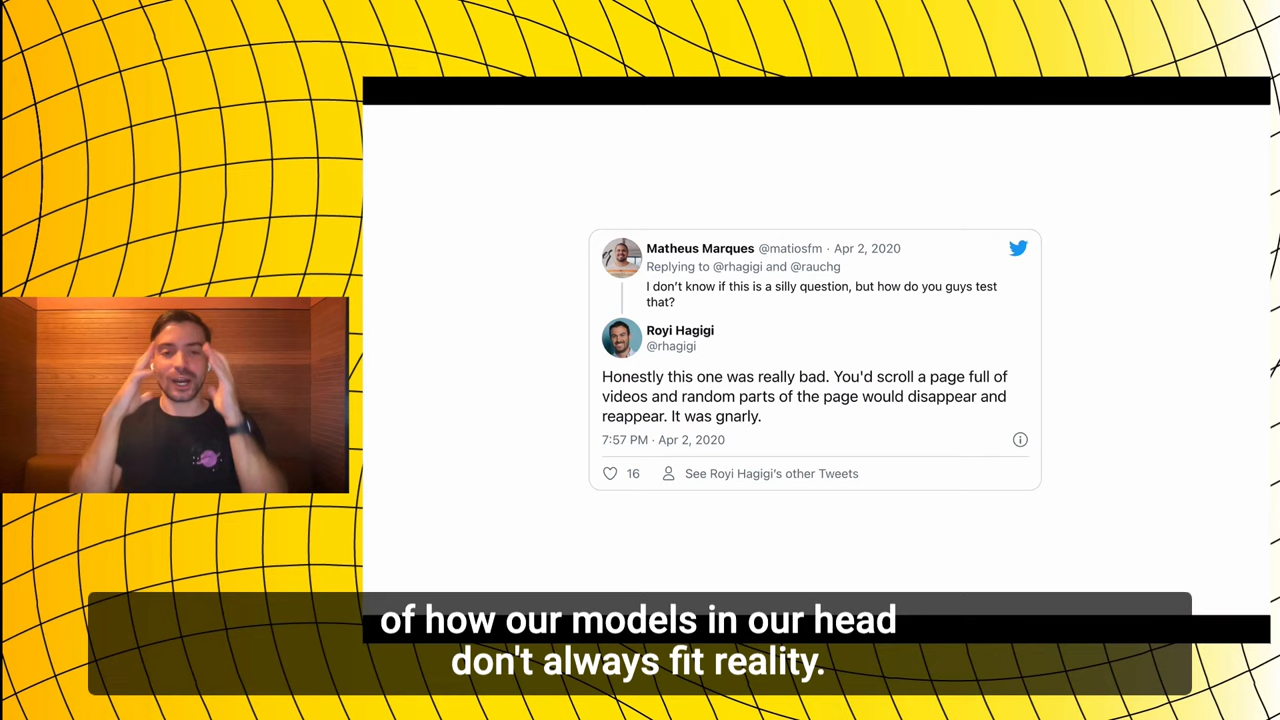 Matheus Marques @matiosfm · Apr 2, 2020
Replying to @rhagigi and @rauchg
I don't know if this is a silly question, but how do you guys test
that?
Royi Hagigi
@rhagigi
Honestly this one was really bad. You'd scroll a page full of
videos and random parts of the page would disappear and
reappear. It was gnarly.
7:57 PM · Apr 2, 2020
16 See Royi Hagigi's other Tweets
of how our models in our head
don't always fit reality.